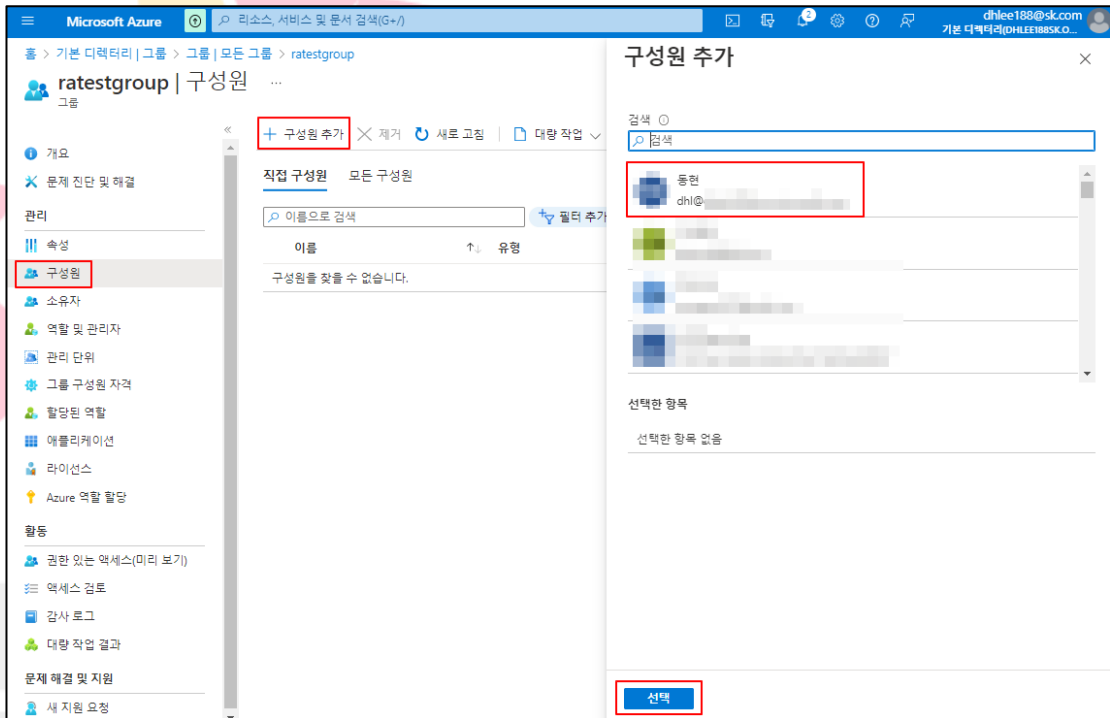 Microsoft Azure
리소스, 서비스 및 문서 검색(G+/)
2
dhlee188@sk.com
기본 디렉터리(DHLEE188SK.O...
홈 > 기본 디렉터리 | 그룹 > 그룹 | 모든 그룹 > ratestgroup
ratestgroup | 구성원 ...
그룹
«
개요
문제 진단 및 해결
관리
속성
구성원
소유자
역할 및 관리자
관리 단위
그룹 구성원 자격
할당된 역할
애플리케이션
라이선스
Azure 역할 할당
활동
권한 있는 액세스(미리 보기)
액세스 검토
감사 로그
대량 작업 결과
문제 해결 및 지원
새 지원 요청
+ 구성원 추가 제거 새로 고침 | 대량 작업
직접 구성원 모든 구성원
이름으로 검색 필터 추가
이름 ↑↓ 유형
구성원을 찾을 수 없습니다.
구성원 추가
검색
검색
동현
dhl@
선택한 항목
선택한 항목 없음
선택